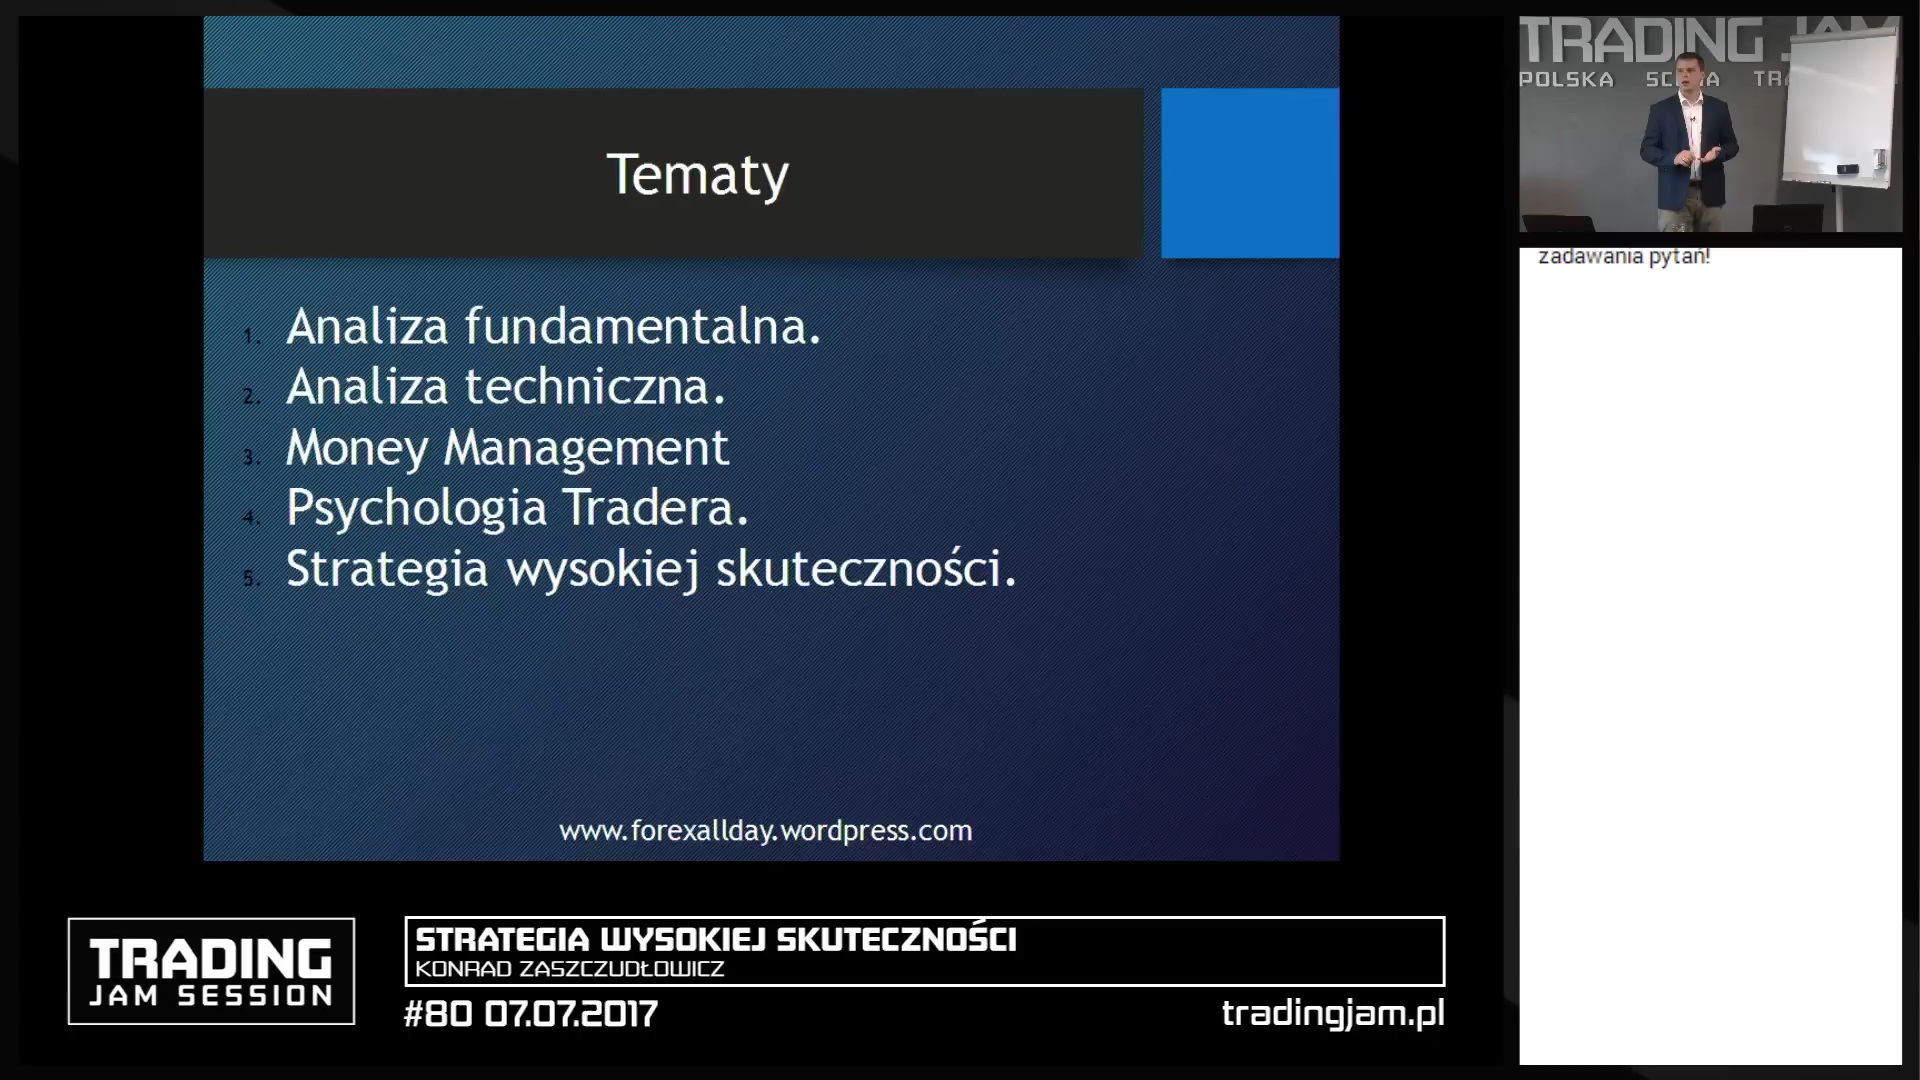 Tematy
1. Analiza fundamentalna.
2. Analiza techniczna.
3. Money Management
4. Psychologia Tradera.
5. Strategia wysokiej skuteczności.
www.forexallday.wordpress.com
TRADING JAM
POLSKA
zadawania pytań!
TRADING
JAM SESSION
STRATEGIA WYSOKIEJ SKUTECZNOŚCI
KONRAD ZASZCZUDŁOWICZ
#80 07.07.2017
tradingjam.pl